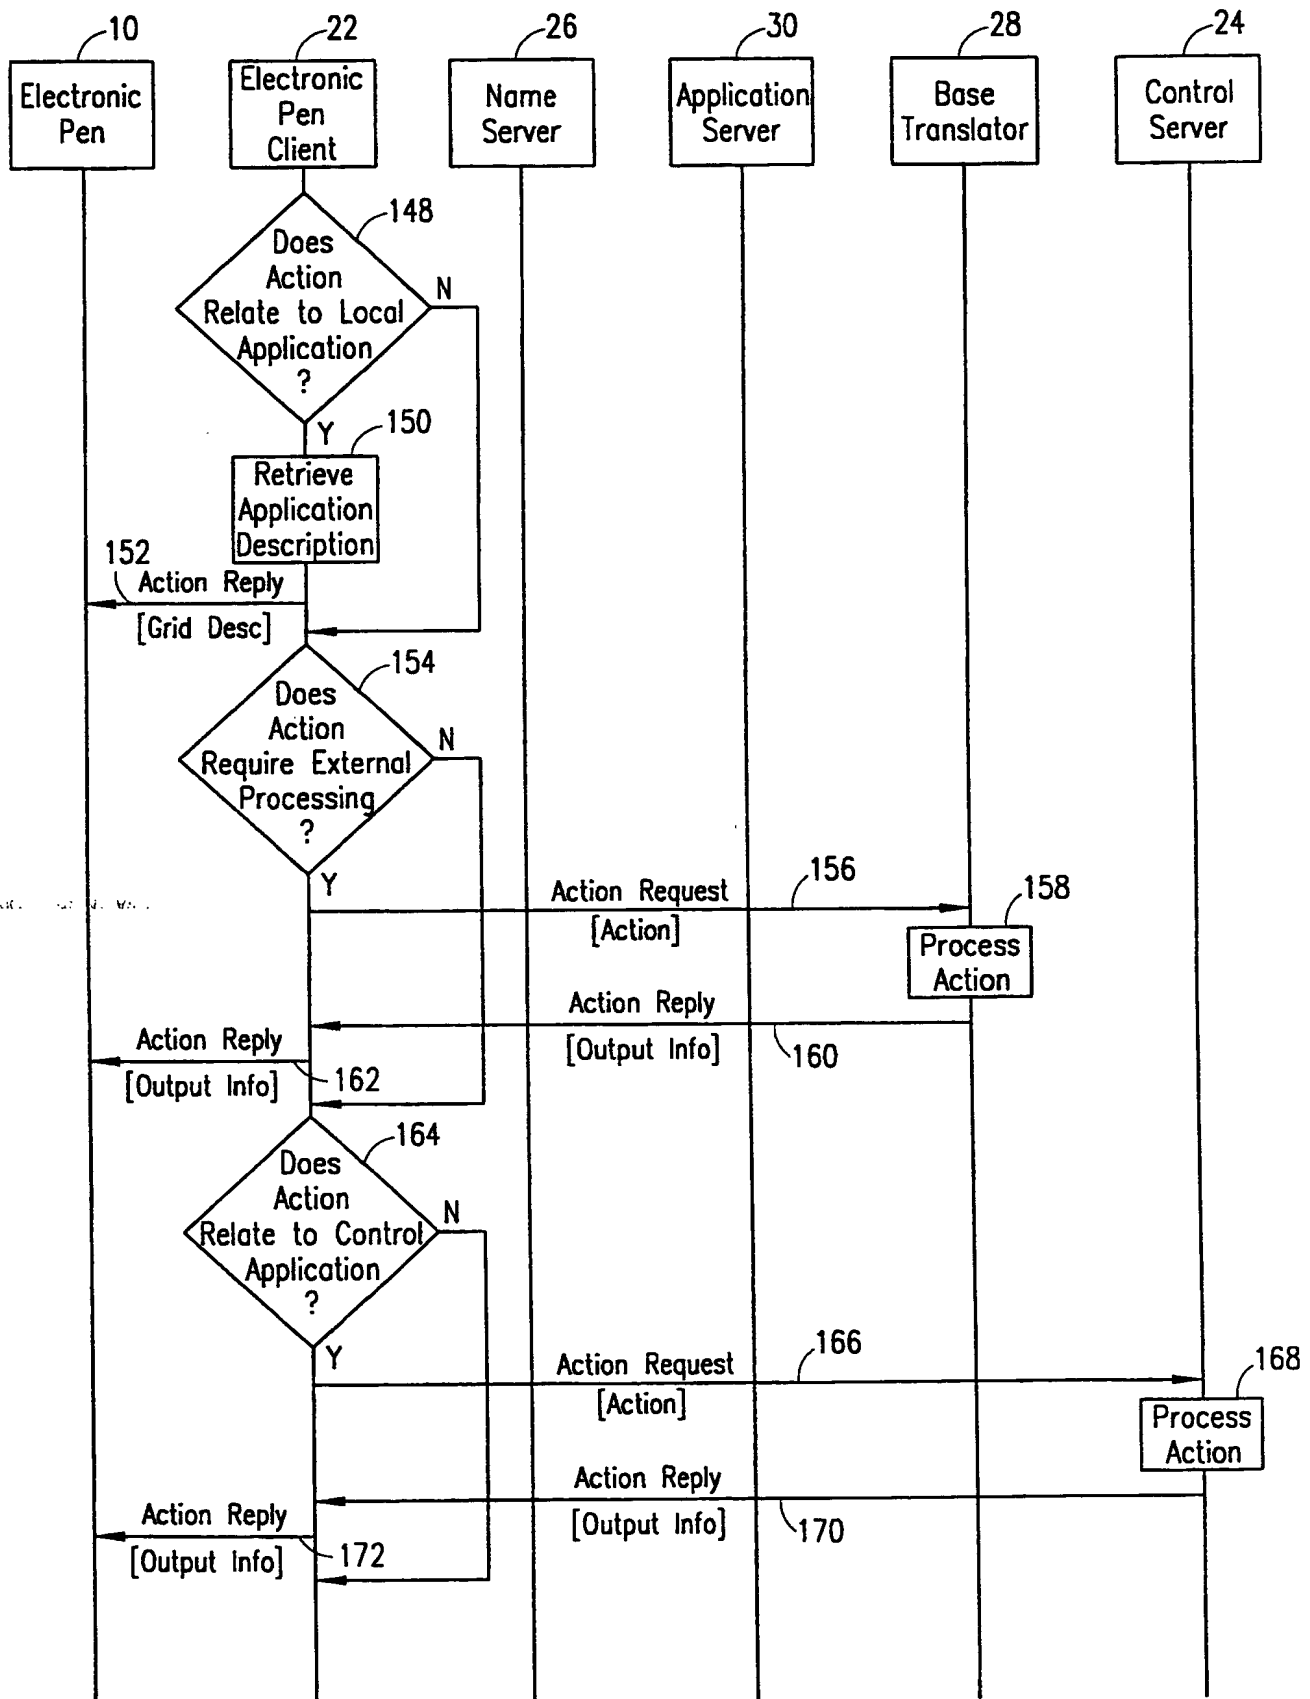 10
22
26
30
28
24
Electronic
Pen
Electronic
Pen
Client
Name
Server
Application
Server
Base
Translator
Control
Server
148
Does
Action
Relate to Local
Application
?
N
Y
150
Retrieve
Application
Description
152
Action Reply
[Grid Desc]
154
Does
Action
Require External
Processing
?
N
Y
Action Request
156
[Action]
158
Process
Action
Action Reply
[Output Info]
160
Action Reply
[Output Info]
162
164
Does
Action
Relate to Control
Application
?
N
Y
Action Request
166
[Action]
168
Process
Action
Action Reply
[Output Info]
170
Action Reply
[Output Info]
172